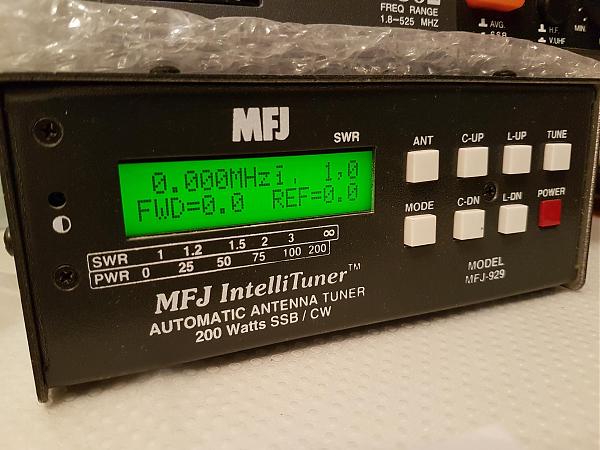 FREQ RANGE
1.8~525 MHZ
AVG.
S.S.B
H.F.
V.UHF
MIN.
MFJ
SWR
0.000MHz 1.0
FWD=0.0 REF=0.0
SWR 1 1.2 1.5 2 3 ∞
PWR 0 25 50 75 100 200
MFJ IntelliTuner™
AUTOMATIC ANTENNA TUNER
200 Watts SSB / CW
ANT C-UP L-UP TUNE
MODE C-DN L-DN POWER
MODEL
MFJ-929